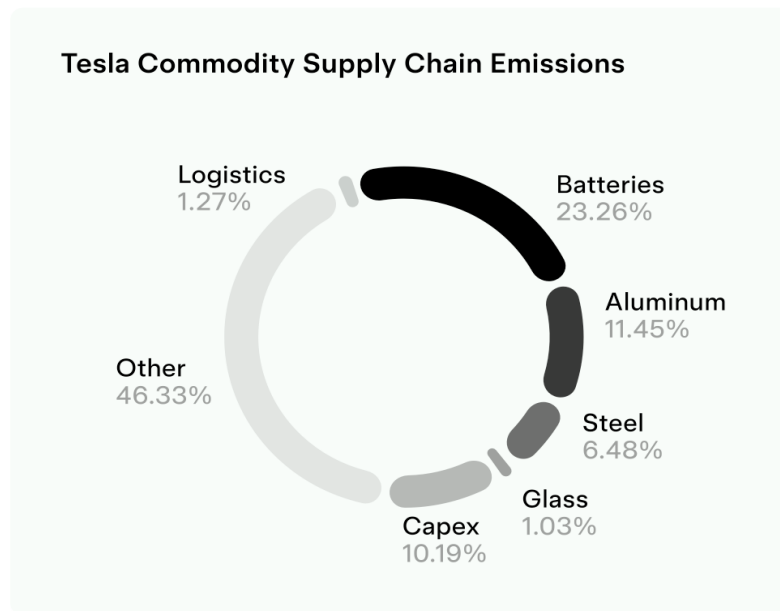 Tesla Commodity Supply Chain Emissions
Logistics
1.27%
Batteries
23.26%
Aluminum
11.45%
Other
46.33%
Steel
6.48%
Glass
1.03%
Capex
10.19%